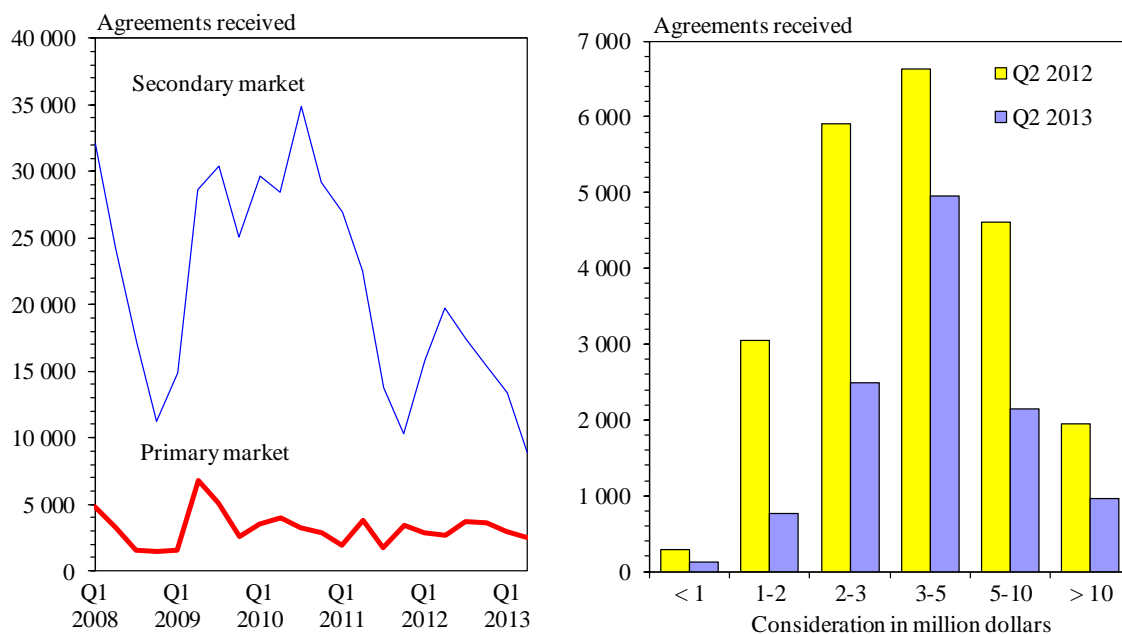 Agreements received
40 000
35 000
30 000
25 000
20 000
15 000
10 000
5 000
0
Secondary market
Primary market
Q1 Q1 Q1 Q1 Q1 Q1
2008 2009 2010 2011 2012 2013
Agreements received
7 000
6 000
5 000
4 000
3 000
2 000
1 000
0
Q2 2012
Q2 2013
< 1 1-2 2-3 3-5 5-10 > 10
Consideration in million dollars